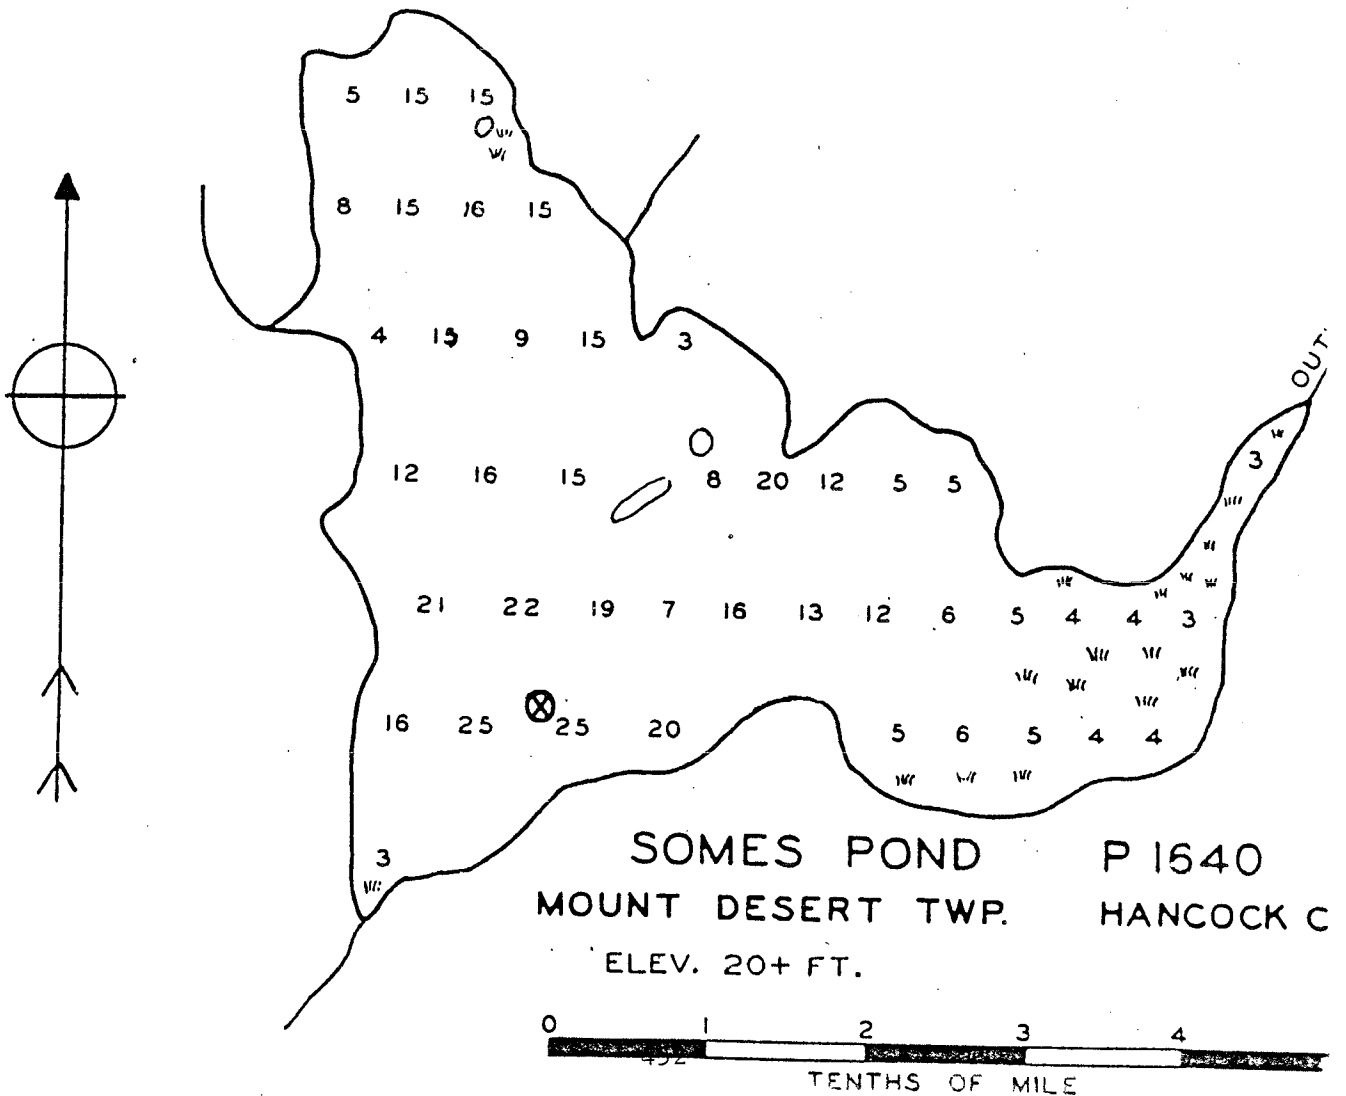 5 15 15
8 15 16 15
4 15 9 15 3
OUT
3
12 16 15 8 20 12 5 5
21 22 19 7 16 13 12 6 5 4 4 3
16 25 25 20 5 6 5 4 4
3
SOMES POND P 1640
MOUNT DESERT TWP. HANCOCK C
ELEV. 20+ FT.
0 1 2 3 4
TENTHS OF MILE